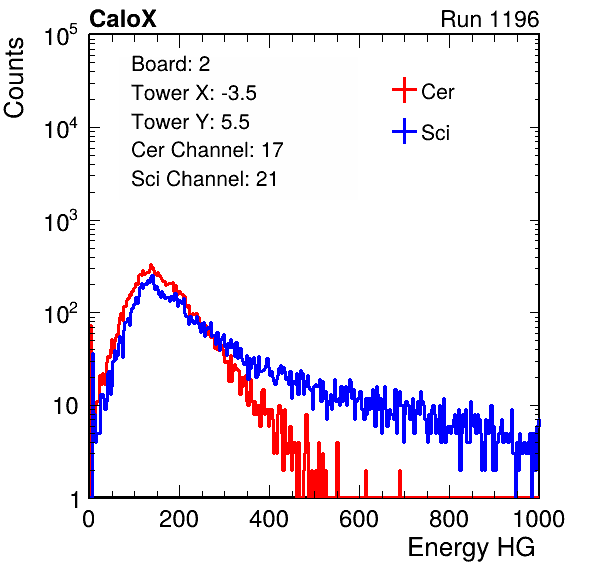 CaloX Run 1196
Counts
10^5
10^4
10^3
10^2
10
1
Board: 2
Tower X: -3.5
Tower Y: 5.5
Cer Channel: 17
Sci Channel: 21
Cer
Sci
0 200 400 600 800 1000
Energy HG